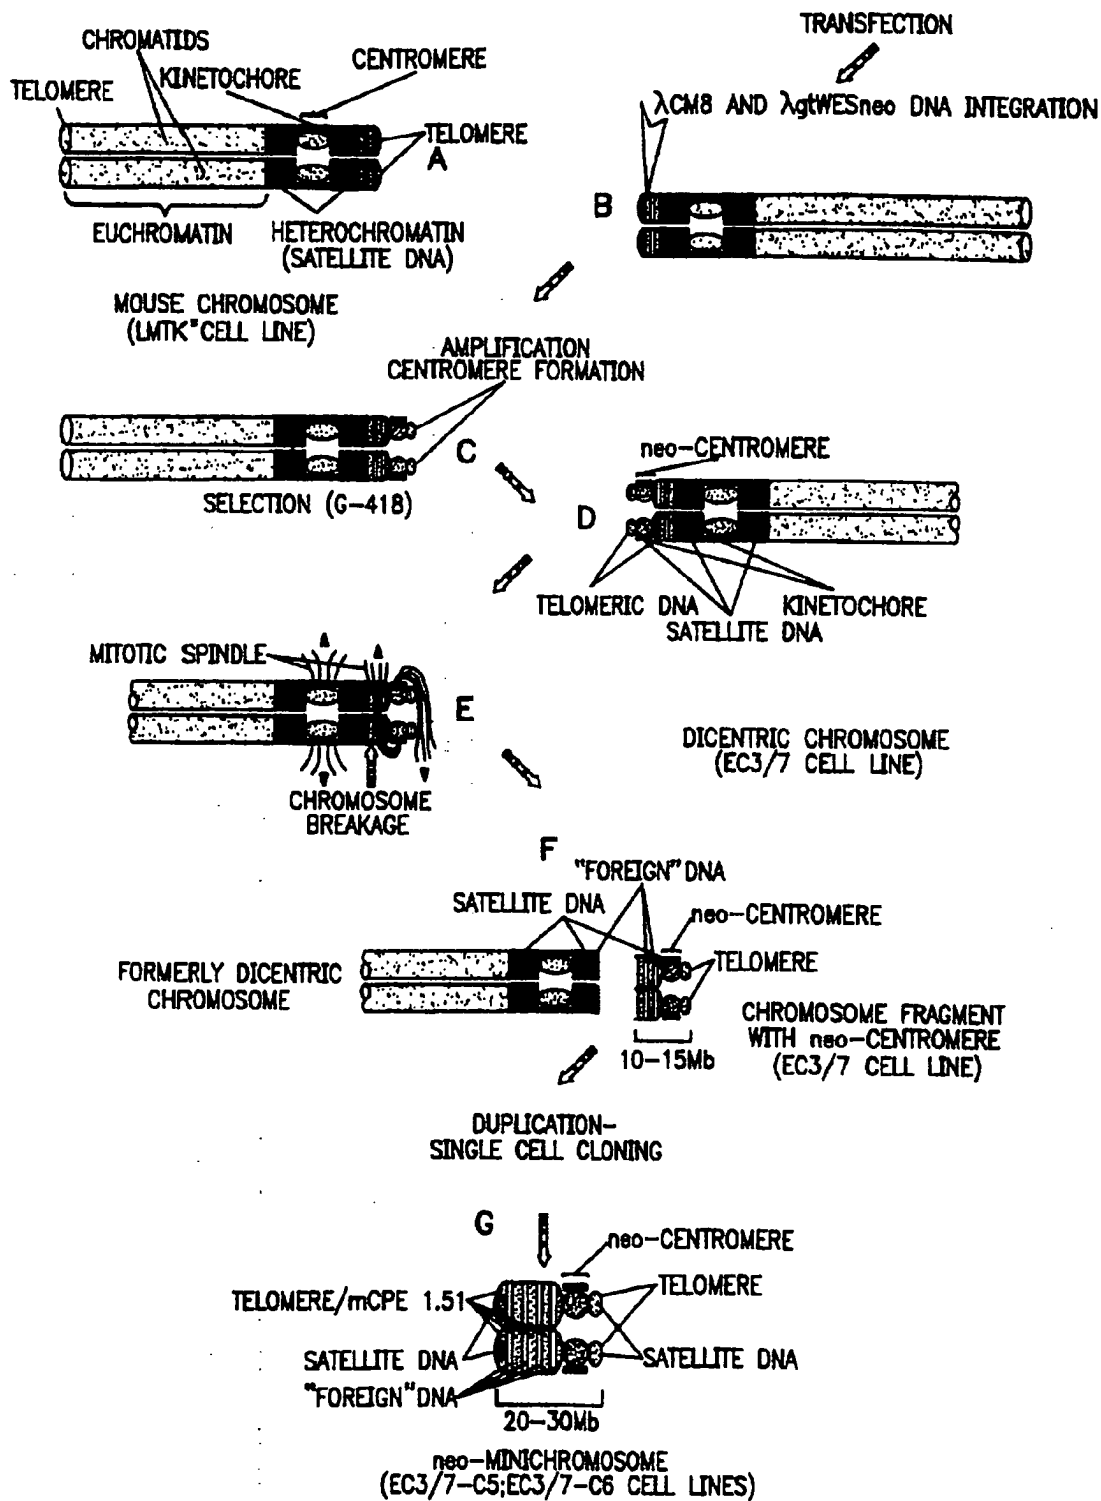 CHROMATIDS
CENTROMERE
KINETOCHORE
TELOMERE
TELOMERE
A
EUCHROMATIN
HETEROCHROMATIN
(SATELLITE DNA)
MOUSE CHROMOSOME
(LMTK⁻ CELL LINE)
TRANSFECTION
λCM8 AND λgtWESneo DNA INTEGRATION
B
AMPLIFICATION
CENTROMERE FORMATION
C
SELECTION (G-418)
neo-CENTROMERE
D
TELOMERIC DNA
KINETOCHORE
SATELLITE DNA
MITOTIC SPINDLE
E
CHROMOSOME
BREAKAGE
DICENTRIC CHROMOSOME
(EC3/7 CELL LINE)
F
"FOREIGN" DNA
SATELLITE DNA
neo-CENTROMERE
FORMERLY DICENTRIC
CHROMOSOME
TELOMERE
CHROMOSOME FRAGMENT
WITH neo-CENTROMERE
(EC3/7 CELL LINE)
10-15Mb
DUPLICATION-
SINGLE CELL CLONING
G
neo-CENTROMERE
TELOMERE/mCPE 1.51
TELOMERE
SATELLITE DNA
SATELLITE DNA
"FOREIGN" DNA
20-30Mb
neo-MINICHROMOSOME
(EC3/7-C5;EC3/7-C6 CELL LINES)